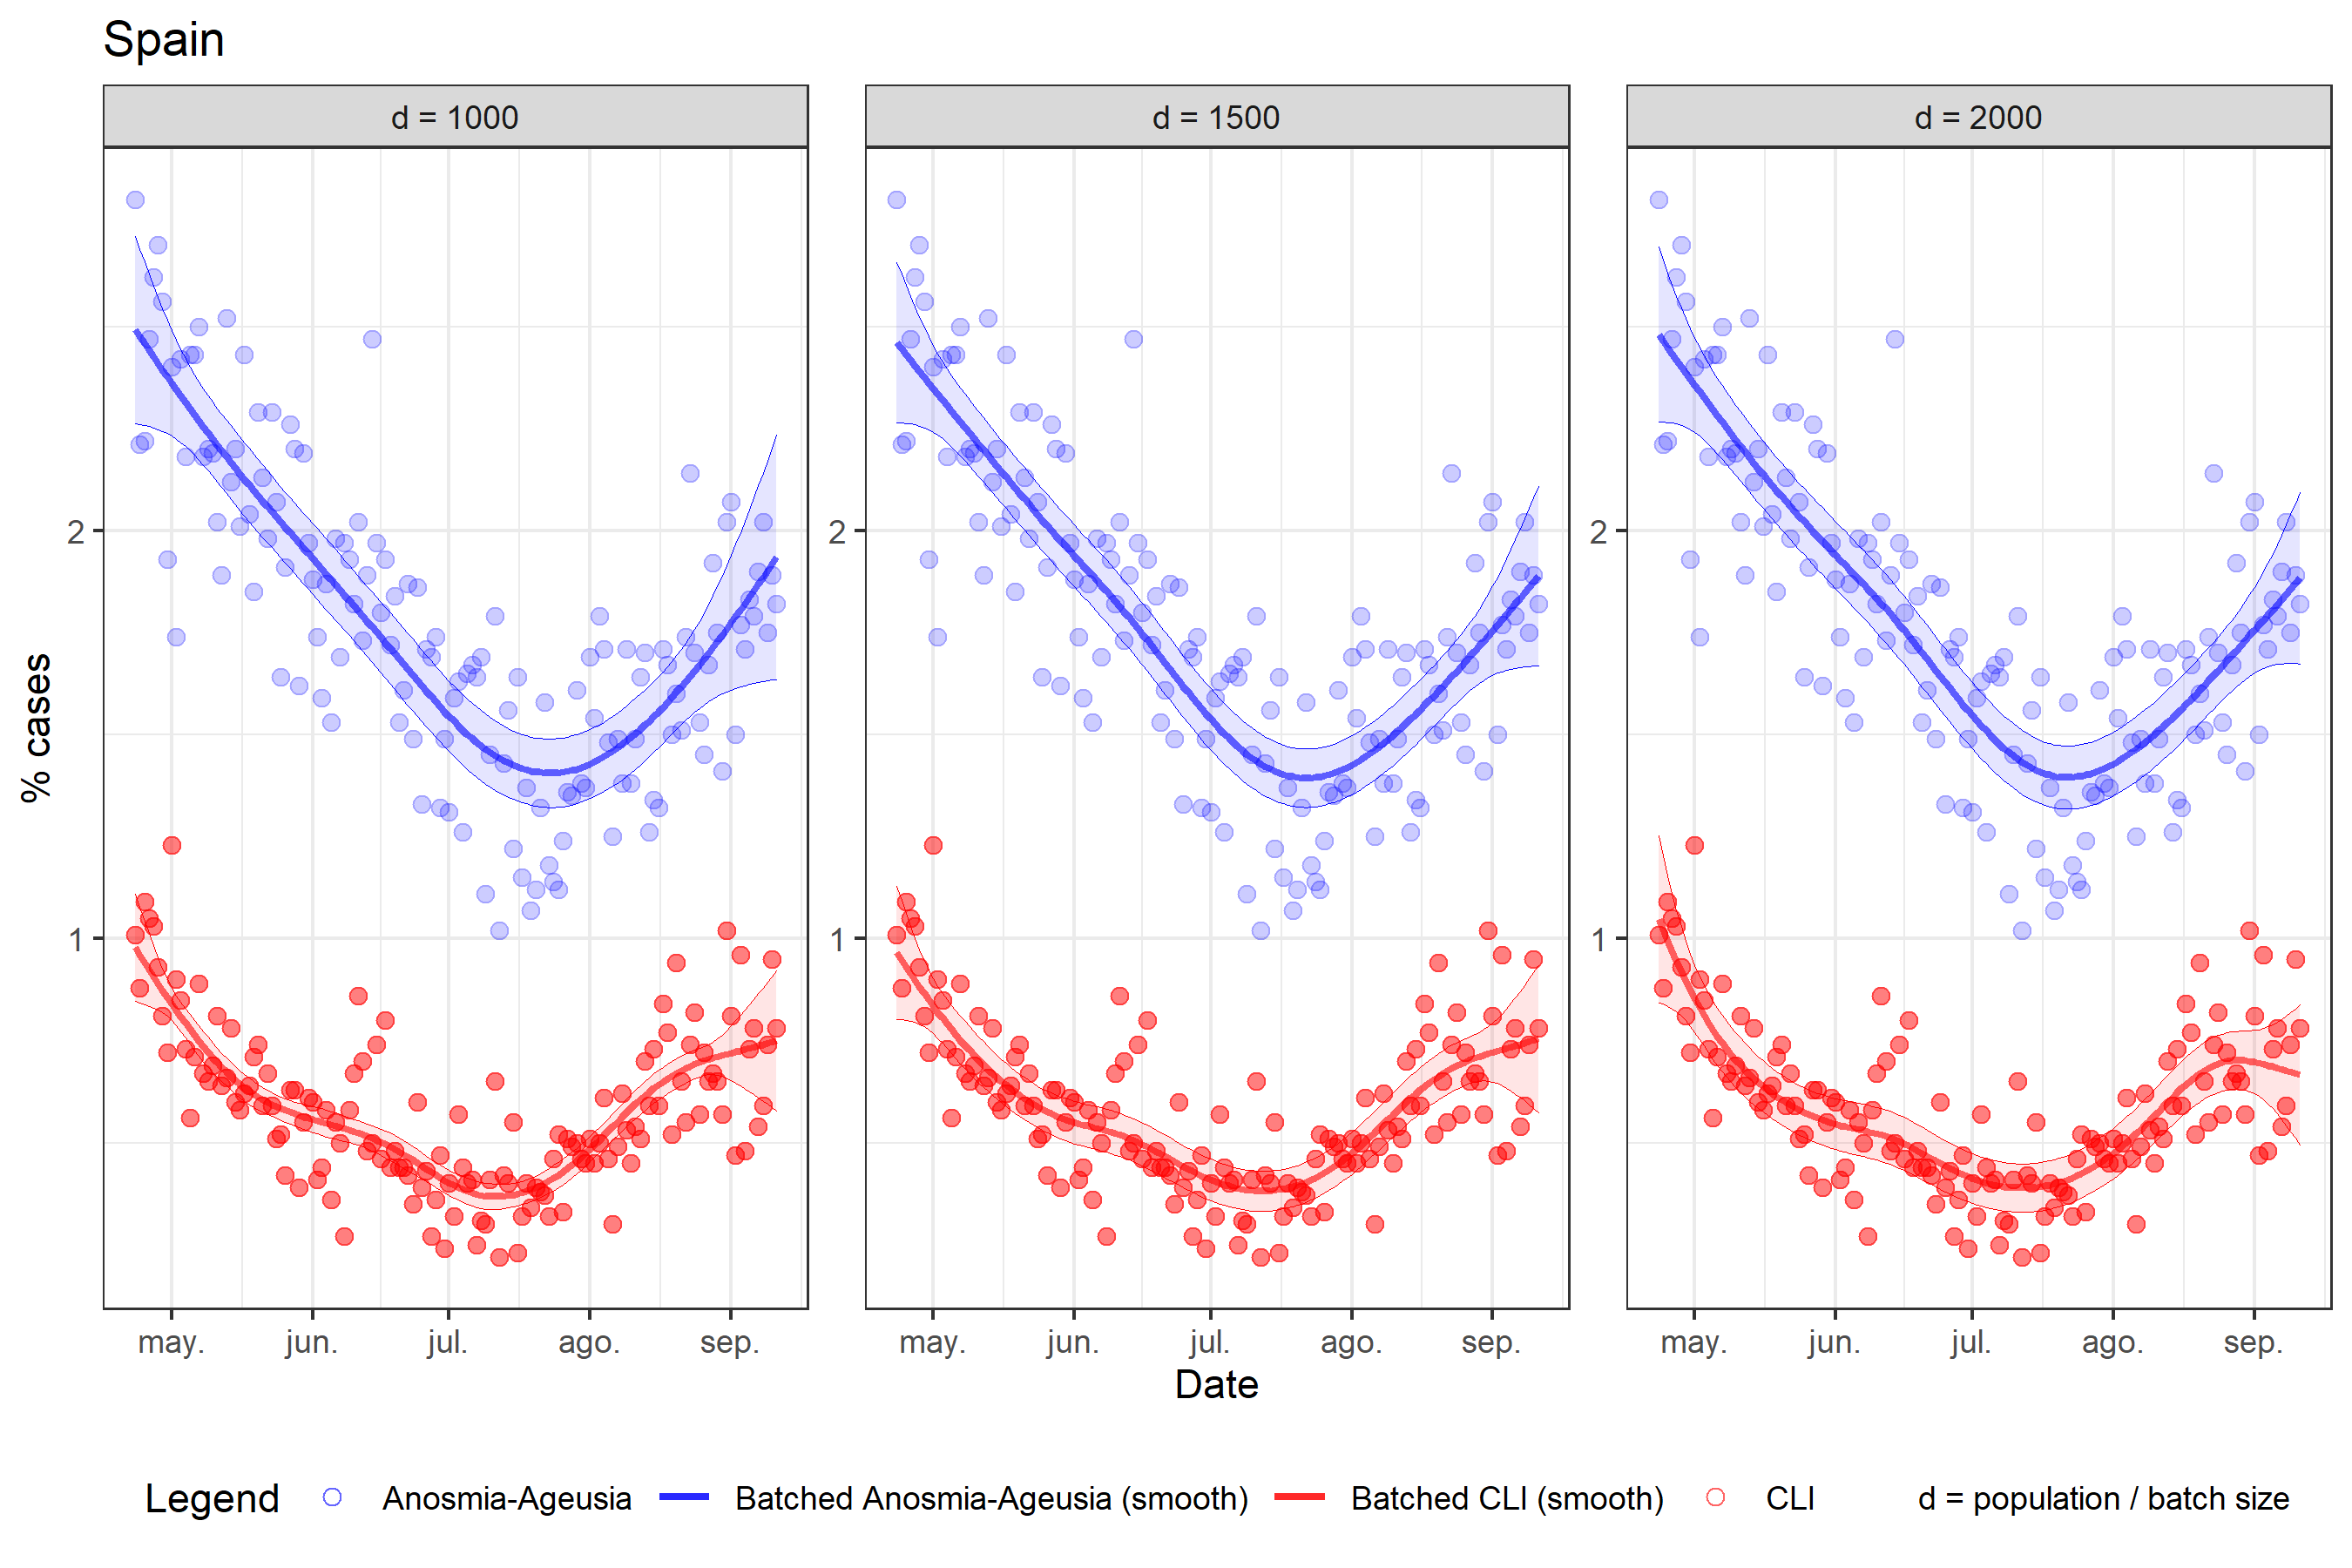 Spain
d = 1000
d = 1500
d = 2000
% cases
2
1
2
1
2
1
may. jun. jul. ago. sep.
may. jun. jul. ago. sep.
may. jun. jul. ago. sep.
Date
Legend Anosmia-Ageusia Batched Anosmia-Ageusia (smooth) Batched CLI (smooth) CLI d = population / batch size